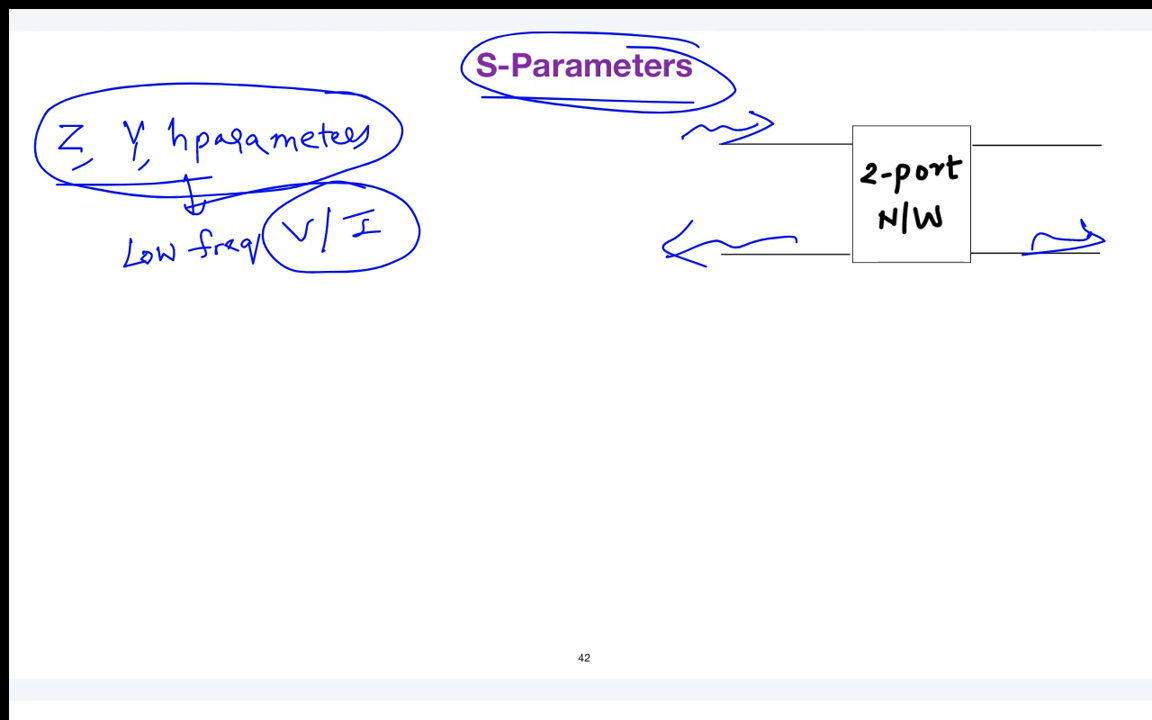 S-Parameters
Z, Y, h parameters
Low freq V/I
2-port
N/W
42